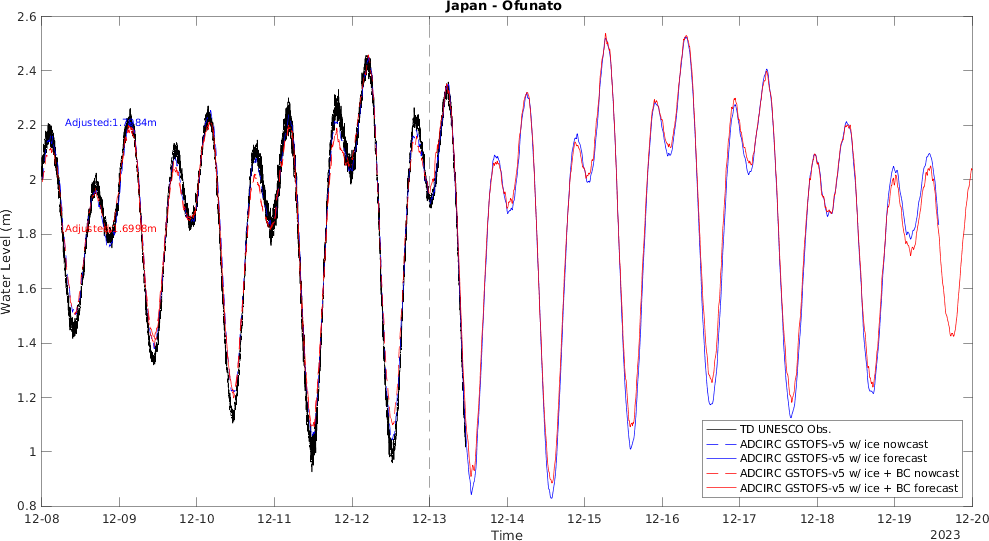 Japan - Ofunato
2.6
2.4
2.2
2
1.8
1.6
1.4
1.2
1
0.8
Water Level (m)
Adjusted:1.7484m
TD UNESCO Obs.
ADCIRC GSTOFS-v5 w/ ice nowcast
ADCIRC GSTOFS-v5 w/ ice forecast
ADCIRC GSTOFS-v5 w/ ice + BC nowcast
ADCIRC GSTOFS-v5 w/ ice + BC forecast
12-08 12-09 12-10 12-11 12-12 12-13 12-14 12-15 12-16 12-17 12-18 12-19 12-20
Time
2023